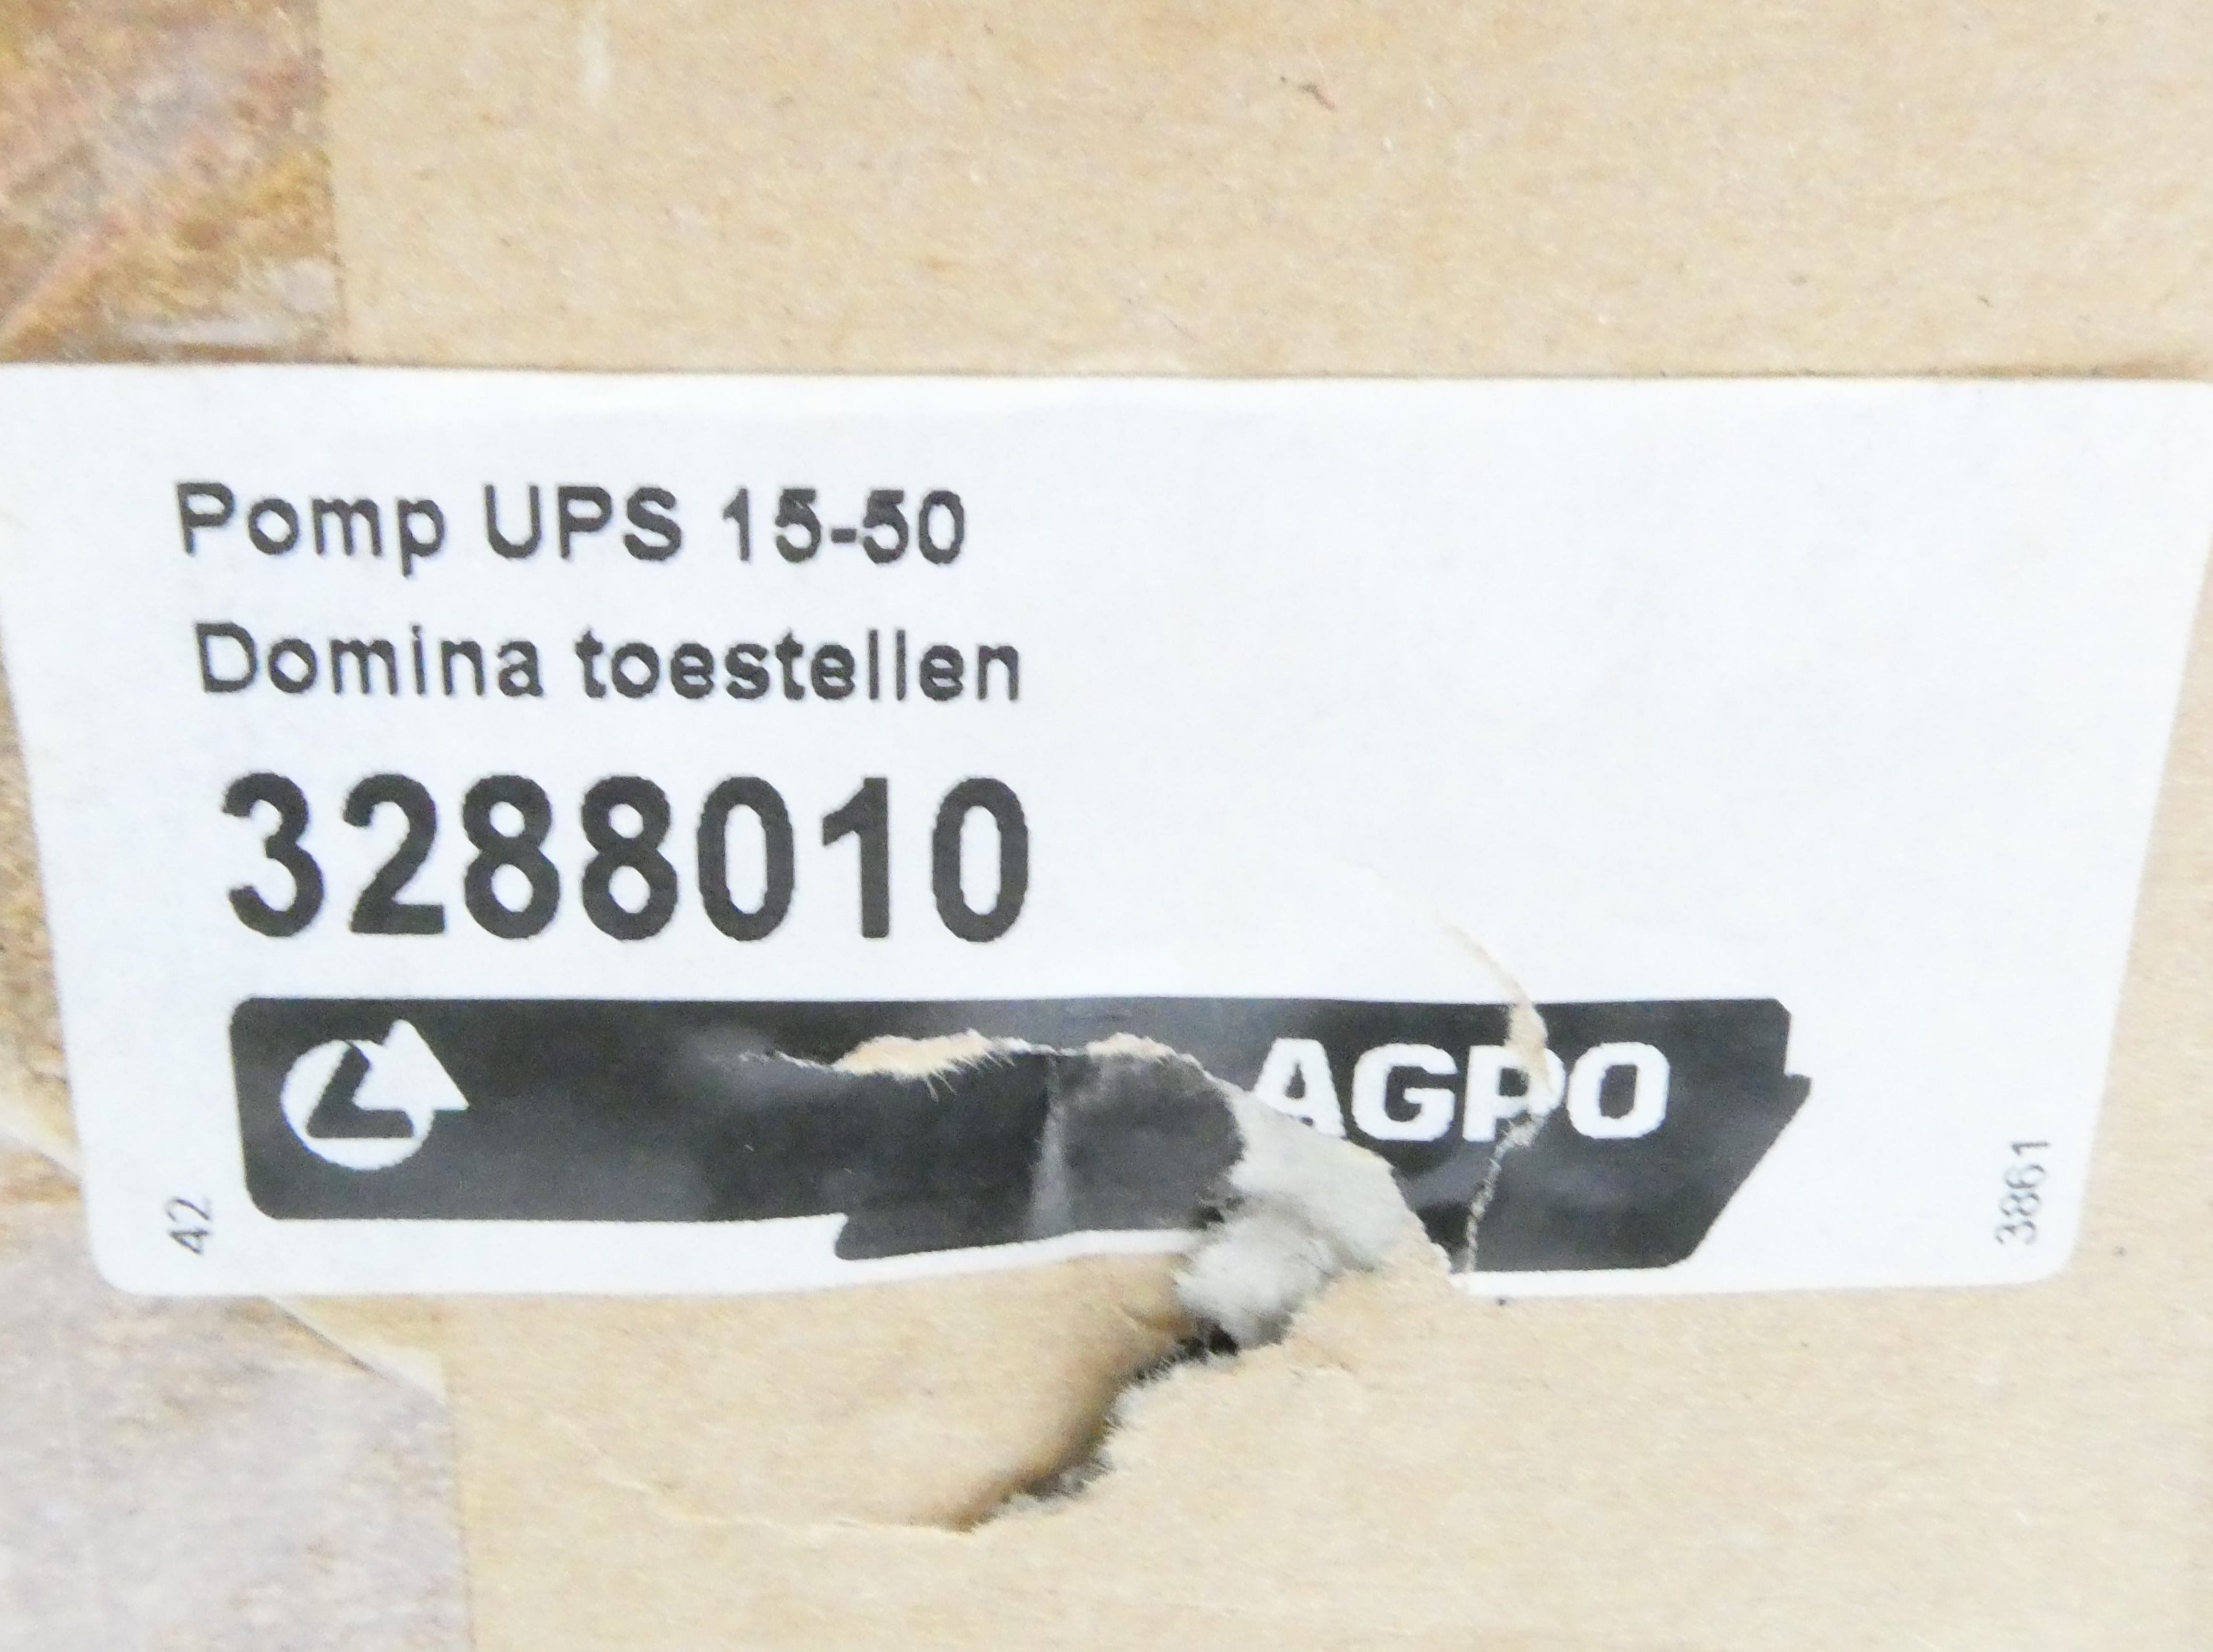 Pomp UPS 15-50
Domina toestellen
3288010
AGPO
42
3861